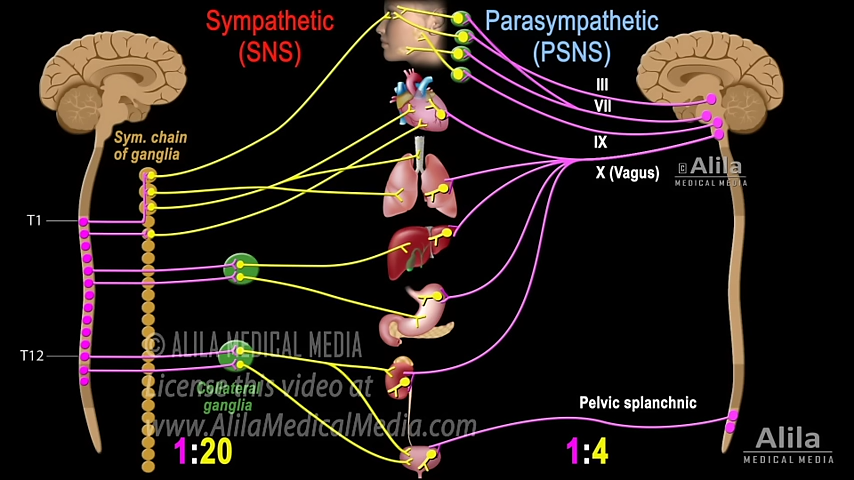 Sympathetic
(SNS)
Parasympathetic
(PSNS)
III
VII
IX
X (Vagus)
© Alila
MEDICAL MEDIA
Sym. chain
of ganglia
T1
T12
© ALILA MEDICAL MEDIA
License this video at
www.AlilaMedicalMedia.com
Collateral
ganglia
Pelvic splanchnic
1:20
1:4
Alila
MEDICAL MEDIA